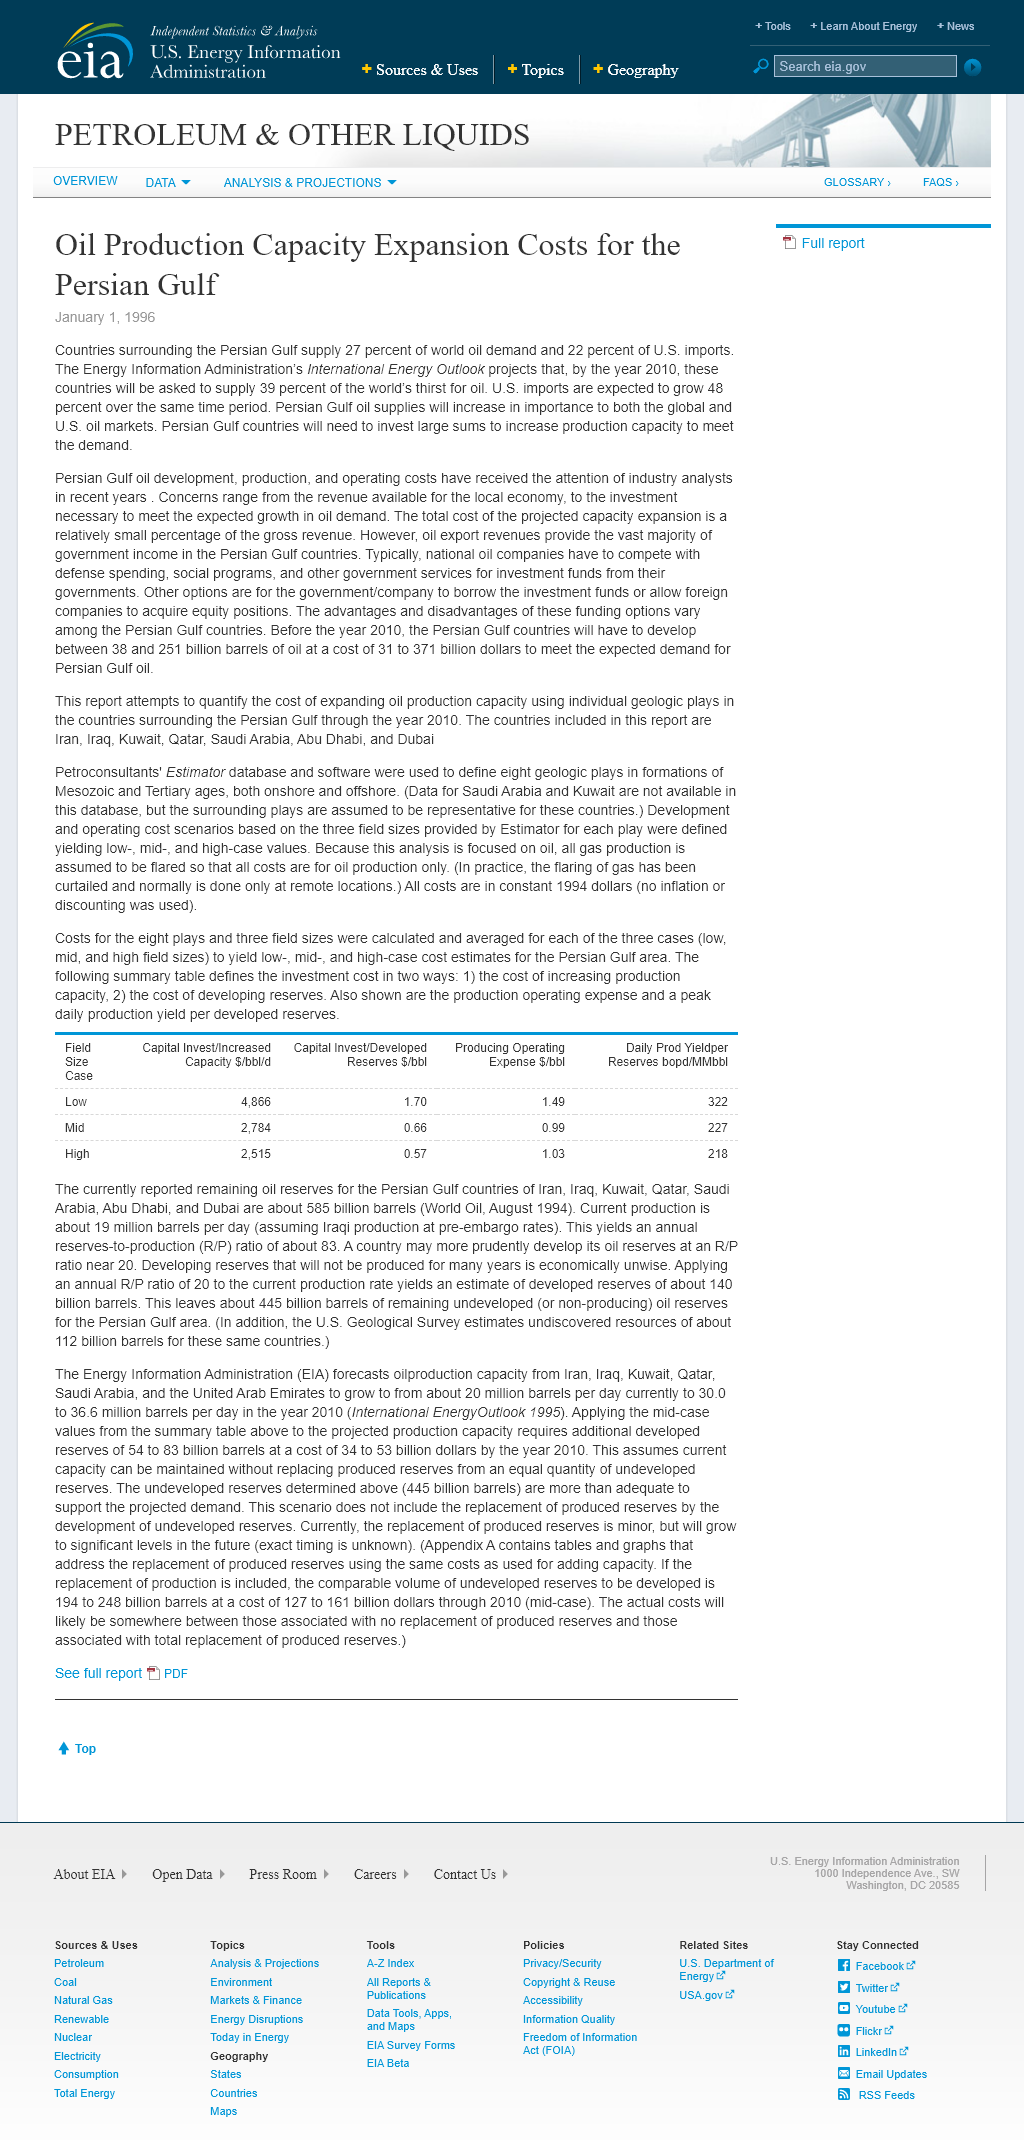 eia
Independent Statistics & Analysis
U.S. Energy Information
Administration
+ Sources & Uses
+ Topics
+ Geography
+ Tools
+ Learn About Energy
+ News
Search eia.gov
PETROLEUM & OTHER LIQUIDS
OVERVIEW
DATA
ANALYSIS & PROJECTIONS
GLOSSARY ›
FAQS ›
Oil Production Capacity Expansion Costs for the
Persian Gulf
January 1, 1996
Full report
Countries surrounding the Persian Gulf supply 27 percent of world oil demand and 22 percent of U.S. imports.
The Energy Information Administration's International Energy Outlook projects that, by the year 2010, these
countries will be asked to supply 39 percent of the world's thirst for oil. U.S. imports are expected to grow 48
percent over the same time period. Persian Gulf oil supplies will increase in importance to both the global and
U.S. oil markets. Persian Gulf countries will need to invest large sums to increase production capacity to meet
the demand.
Persian Gulf oil development, production, and operating costs have received the attention of industry analysts
in recent years . Concerns range from the revenue available for the local economy, to the investment
necessary to meet the expected growth in oil demand. The total cost of the projected capacity expansion is a
relatively small percentage of the gross revenue. However, oil export revenues provide the vast majority of
government income in the Persian Gulf countries. Typically, national oil companies have to compete with
defense spending, social programs, and other government services for investment funds from their
governments. Other options are for the government/company to borrow the investment funds or allow foreign
companies to acquire equity positions. The advantages and disadvantages of these funding options vary
among the Persian Gulf countries. Before the year 2010, the Persian Gulf countries will have to develop
between 38 and 251 billion barrels of oil at a cost of 31 to 371 billion dollars to meet the expected demand for
Persian Gulf oil.
This report attempts to quantify the cost of expanding oil production capacity using individual geologic plays in
the countries surrounding the Persian Gulf through the year 2010. The countries included in this report are
Iran, Iraq, Kuwait, Qatar, Saudi Arabia, Abu Dhabi, and Dubai
Petroconsultants' Estimator database and software were used to define eight geologic plays in formations of
Mesozoic and Tertiary ages, both onshore and offshore. (Data for Saudi Arabia and Kuwait are not available in
this database, but the surrounding plays are assumed to be representative for these countries.) Development
and operating cost scenarios based on the three field sizes provided by Estimator for each play were defined
yielding low-, mid-, and high-case values. Because this analysis is focused on oil, all gas production is
assumed to be flared so that all costs are for oil production only. (In practice, the flaring of gas has been
curtailed and normally is done only at remote locations.) All costs are in constant 1994 dollars (no inflation or
discounting was used).
Costs for the eight plays and three field sizes were calculated and averaged for each of the three cases (low,
mid, and high field sizes) to yield low-, mid-, and high-case cost estimates for the Persian Gulf area. The
following summary table defines the investment cost in two ways: 1) the cost of increasing production
capacity, 2) the cost of developing reserves. Also shown are the production operating expense and a peak
daily production yield per developed reserves.
Field Size Case | Capital Invest/Increased Capacity $/bbl/d | Capital Invest/Developed Reserves $/bbl | Producing Operating Expense $/bbl | Daily Prod Yieldper Reserves bopd/MMbbl
Low 4,866 1.70 1.49 322
Mid 2,784 0.66 0.99 227
High 2,515 0.57 1.03 218
The currently reported remaining oil reserves for the Persian Gulf countries of Iran, Iraq, Kuwait, Qatar, Saudi
Arabia, Abu Dhabi, and Dubai are about 585 billion barrels (World Oil, August 1994). Current production is
about 19 million barrels per day (assuming Iraqi production at pre-embargo rates). This yields an annual
reserves-to-production (R/P) ratio of about 83. A country may more prudently develop its oil reserves at an R/P
ratio near 20. Developing reserves that will not be produced for many years is economically unwise. Applying
an annual R/P ratio of 20 to the current production rate yields an estimate of developed reserves of about 140
billion barrels. This leaves about 445 billion barrels of remaining undeveloped (or non-producing) oil reserves
for the Persian Gulf area. (In addition, the U.S. Geological Survey estimates undiscovered resources of about
112 billion barrels for these same countries.)
The Energy Information Administration (EIA) forecasts oilproduction capacity from Iran, Iraq, Kuwait, Qatar,
Saudi Arabia, and the United Arab Emirates to grow to from about 20 million barrels per day currently to 30.0
to 36.6 million barrels per day in the year 2010 (International EnergyOutlook 1995). Applying the mid-case
values from the summary table above to the projected production capacity requires additional developed
reserves of 54 to 83 billion barrels at a cost of 34 to 53 billion dollars by the year 2010. This assumes current
capacity can be maintained without replacing produced reserves from an equal quantity of undeveloped
reserves. The undeveloped reserves determined above (445 billion barrels) are more than adequate to
support the projected demand. This scenario does not include the replacement of produced reserves by the
development of undeveloped reserves. Currently, the replacement of produced reserves is minor, but will grow
to significant levels in the future (exact timing is unknown). (Appendix A contains tables and graphs that
address the replacement of produced reserves using the same costs as used for adding capacity. If the
replacement of production is included, the comparable volume of undeveloped reserves to be developed is
194 to 248 billion barrels at a cost of 127 to 161 billion dollars through 2010 (mid-case). The actual costs will
likely be somewhere between those associated with no replacement of produced reserves and those
associated with total replacement of produced reserves.)
See full report PDF
Top
About EIA
Open Data
Press Room
Careers
Contact Us
U.S. Energy Information Administration
1000 Independence Ave., SW
Washington, DC 20585
Sources & Uses
Petroleum
Coal
Natural Gas
Renewable
Nuclear
Electricity
Consumption
Total Energy
Topics
Analysis & Projections
Environment
Markets & Finance
Energy Disruptions
Today in Energy
Geography
States
Countries
Maps
Tools
A-Z Index
All Reports &
Publications
Data Tools, Apps,
and Maps
EIA Survey Forms
EIA Beta
Policies
Privacy/Security
Copyright & Reuse
Accessibility
Information Quality
Freedom of Information
Act (FOIA)
Related Sites
U.S. Department of
Energy
USA.gov
Stay Connected
Facebook
Twitter
Youtube
Flickr
LinkedIn
Email Updates
RSS Feeds